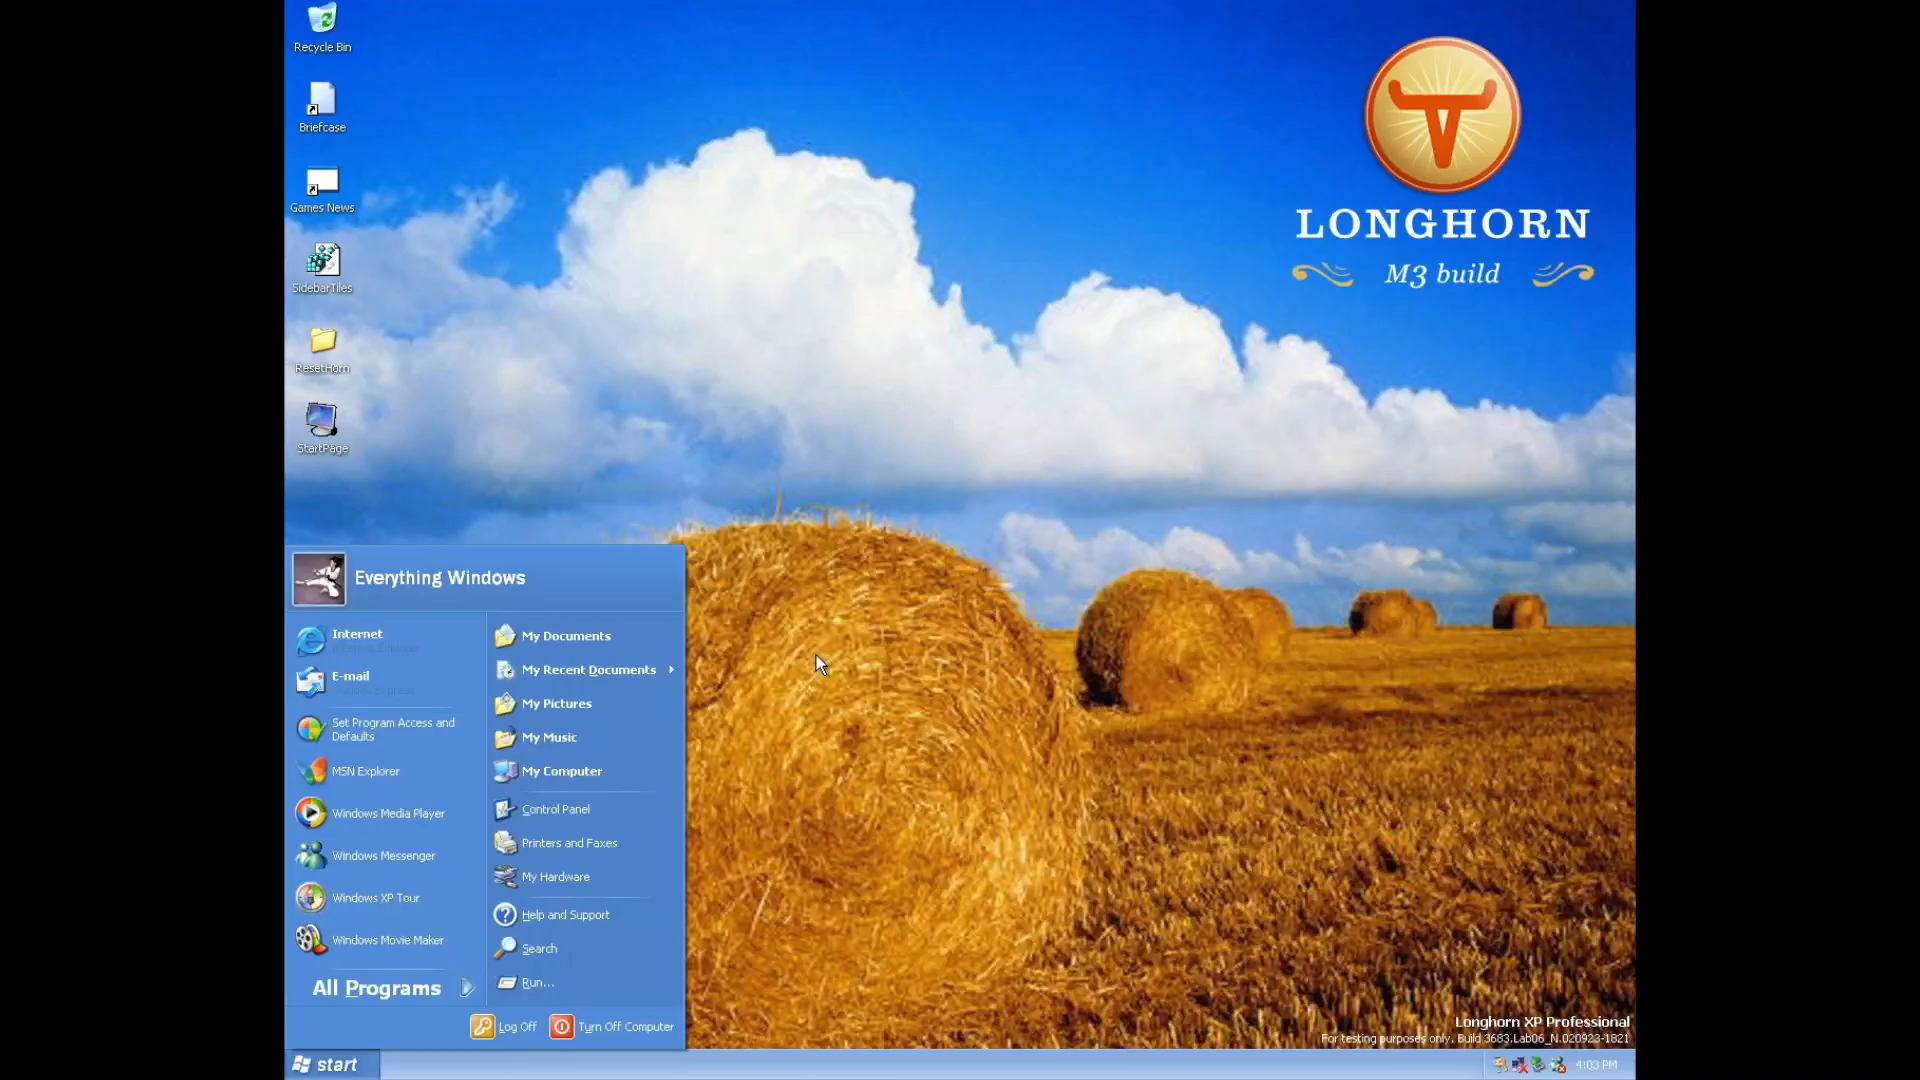 Recycle Bin
Briefcase
Games News
SidebarTiles
ResetHorn
StartPage
LONGHORN
M3 build
Everything Windows
Internet
E-mail
Set Program Access and
Defaults
MSN Explorer
Windows Media Player
Windows Messenger
Windows XP Tour
Windows Movie Maker
All Programs
My Documents
My Recent Documents
My Pictures
My Music
My Computer
Control Panel
Printers and Faxes
My Hardware
Help and Support
Search
Run...
Log Off
Turn Off Computer
Longhorn XP Professional
For testing purposes only. Build 3683.Lab06_N.020923-1821
start
4:03 PM